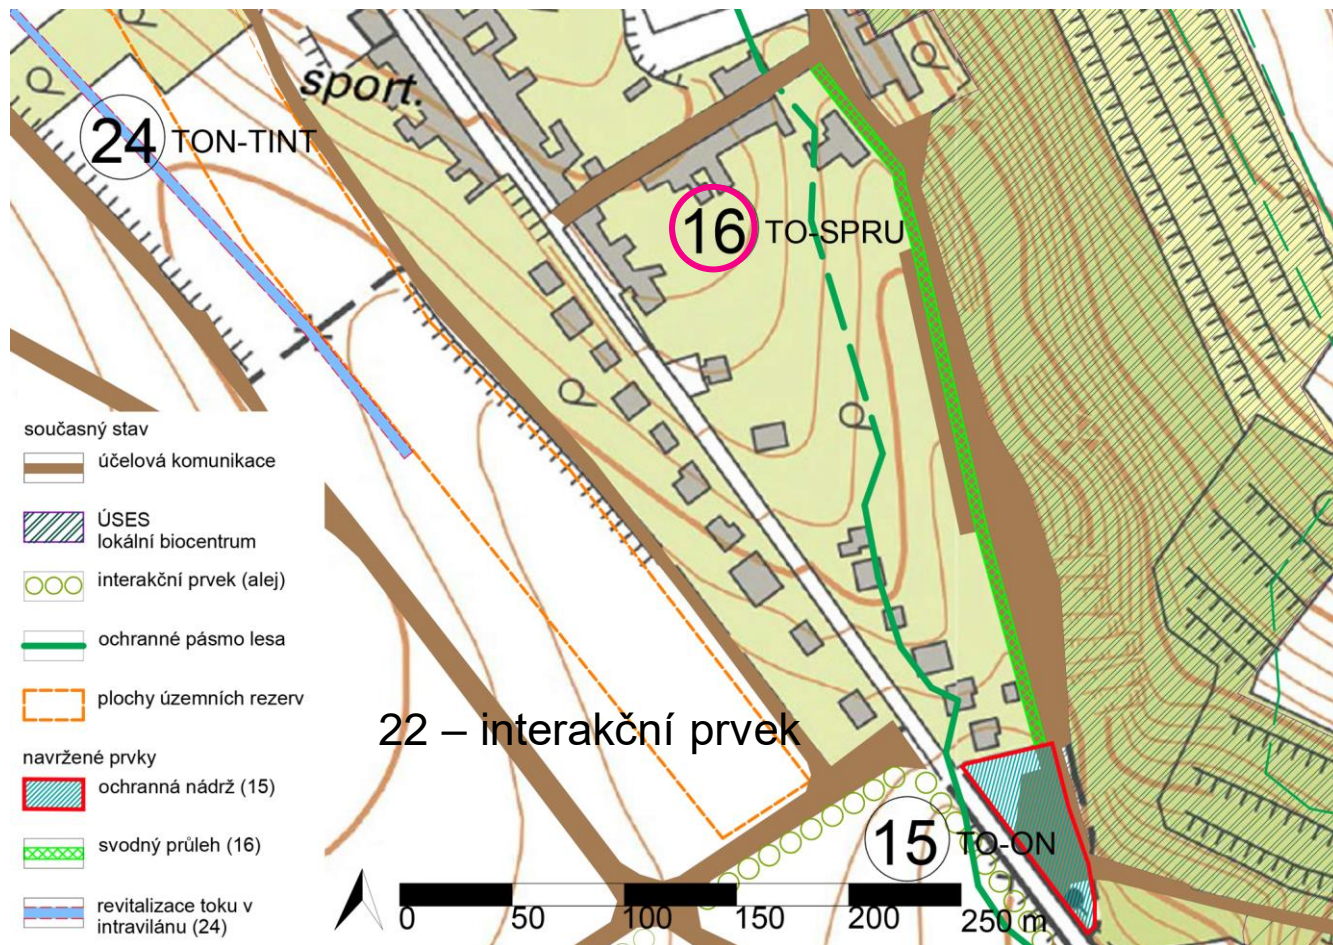 sport.
24 TON-TINT
16 TO-SPRU
současný stav
účelová komunikace
ÚSES
lokální biocentrum
interakční prvek (alej)
ochranné pásmo lesa
plochy územních rezerv
22 – interakční prvek
navržené prvky
ochranná nádrž (15)
15 TO-ON
svodný průleh (16)
revitalizace toku v
intravilánu (24)
0 50 100 150 200 250 m